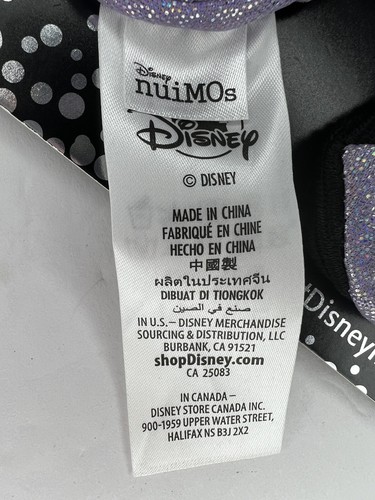 Disney
nuiMOs
Disney
© DISNEY
MADE IN CHINA
FABRIQUÉ EN CHINE
HECHO EN CHINA
中國製
ผลิตในประเทศจีน
DIBUAT DI TIONGKOK
صنع في الصين
IN U.S.– DISNEY MERCHANDISE
SOURCING & DISTRIBUTION, LLC
BURBANK, CA 91521
shopDisney.com
CA 25083
IN CANADA –
DISNEY STORE CANADA INC.
900-1959 UPPER WATER STREET,
HALIFAX NS B3J 2X2
tDisney